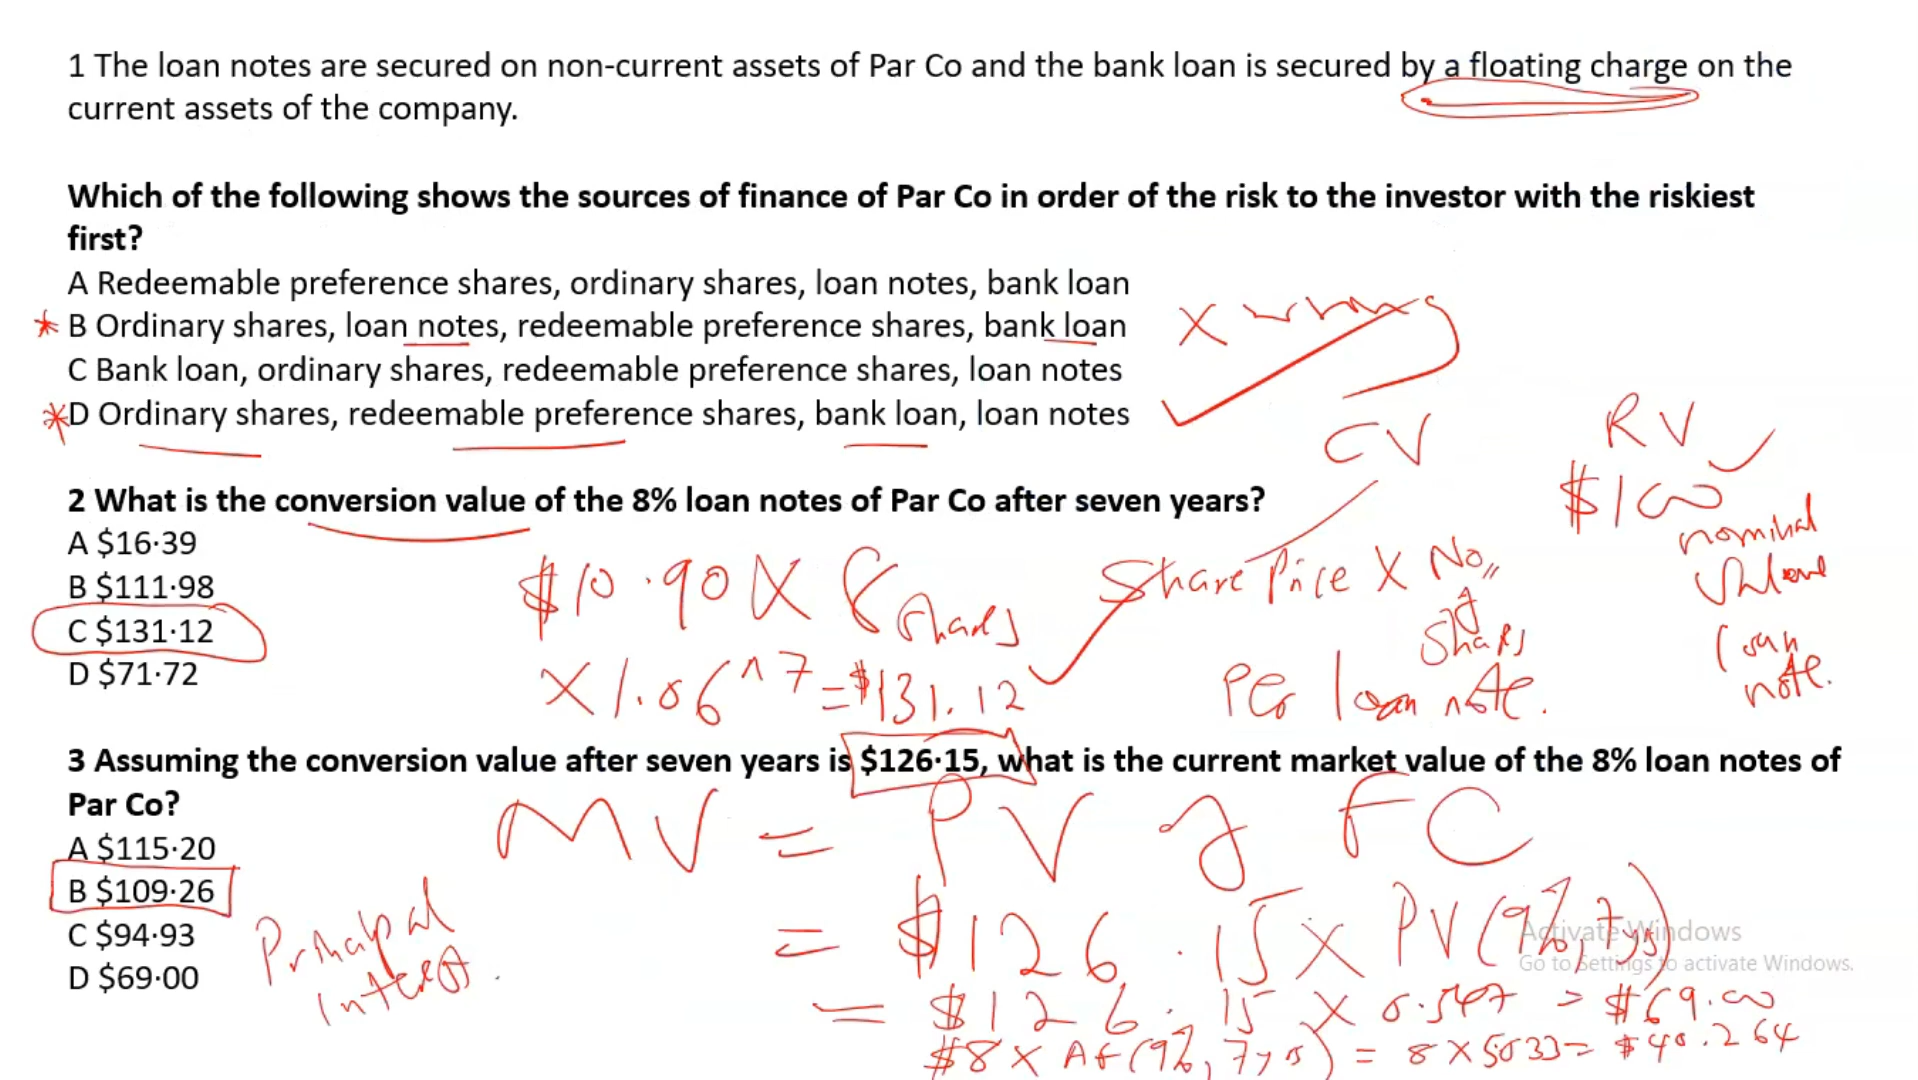 1 The loan notes are secured on non-current assets of Par Co and the bank loan is secured by a floating charge on the
current assets of the company.
Which of the following shows the sources of finance of Par Co in order of the risk to the investor with the riskiest
first?
A Redeemable preference shares, ordinary shares, loan notes, bank loan
* B Ordinary shares, loan notes, redeemable preference shares, bank loan
X
C Bank loan, ordinary shares, redeemable preference shares, loan notes
* D Ordinary shares, redeemable preference shares, bank loan, loan notes
CV
RV
$100
nominal
value
loan
note.
2 What is the conversion value of the 8% loan notes of Par Co after seven years?
A $16·39
B $111·98
C $131·12
D $71·72
$10.90 X 8 shares
X 1.06^7 = $131.12
Share Price X No,,
of
shares
Per loan note.
3 Assuming the conversion value after seven years is $126·15, what is the current market value of the 8% loan notes of
Par Co?
A $115·20
B $109·26
C $94·93
D $69·00
Principal
interest.
MV = PV of FC
= $126.15 X PV(9%, 7yrs)
= $126.15 X 0.547 = $69.00
$8 X AF(9%, 7yrs) = 8 X 5.033 = $40.264
Activate Windows
Go to Settings to activate Windows.